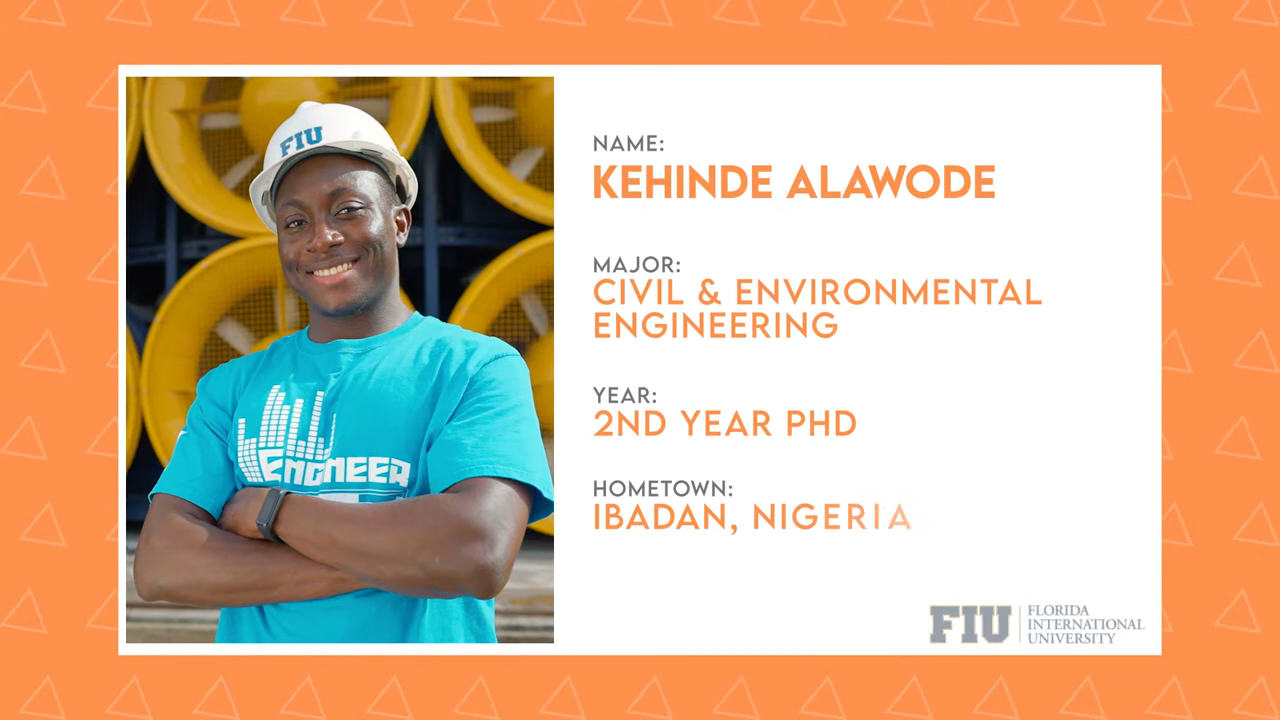 FIU
ENGINEER
NAME:
KEHINDE ALAWODE
MAJOR:
CIVIL & ENVIRONMENTAL
ENGINEERING
YEAR:
2ND YEAR PHD
HOMETOWN:
IBADAN, NIGERIA
FIU
FLORIDA
INTERNATIONAL
UNIVERSITY